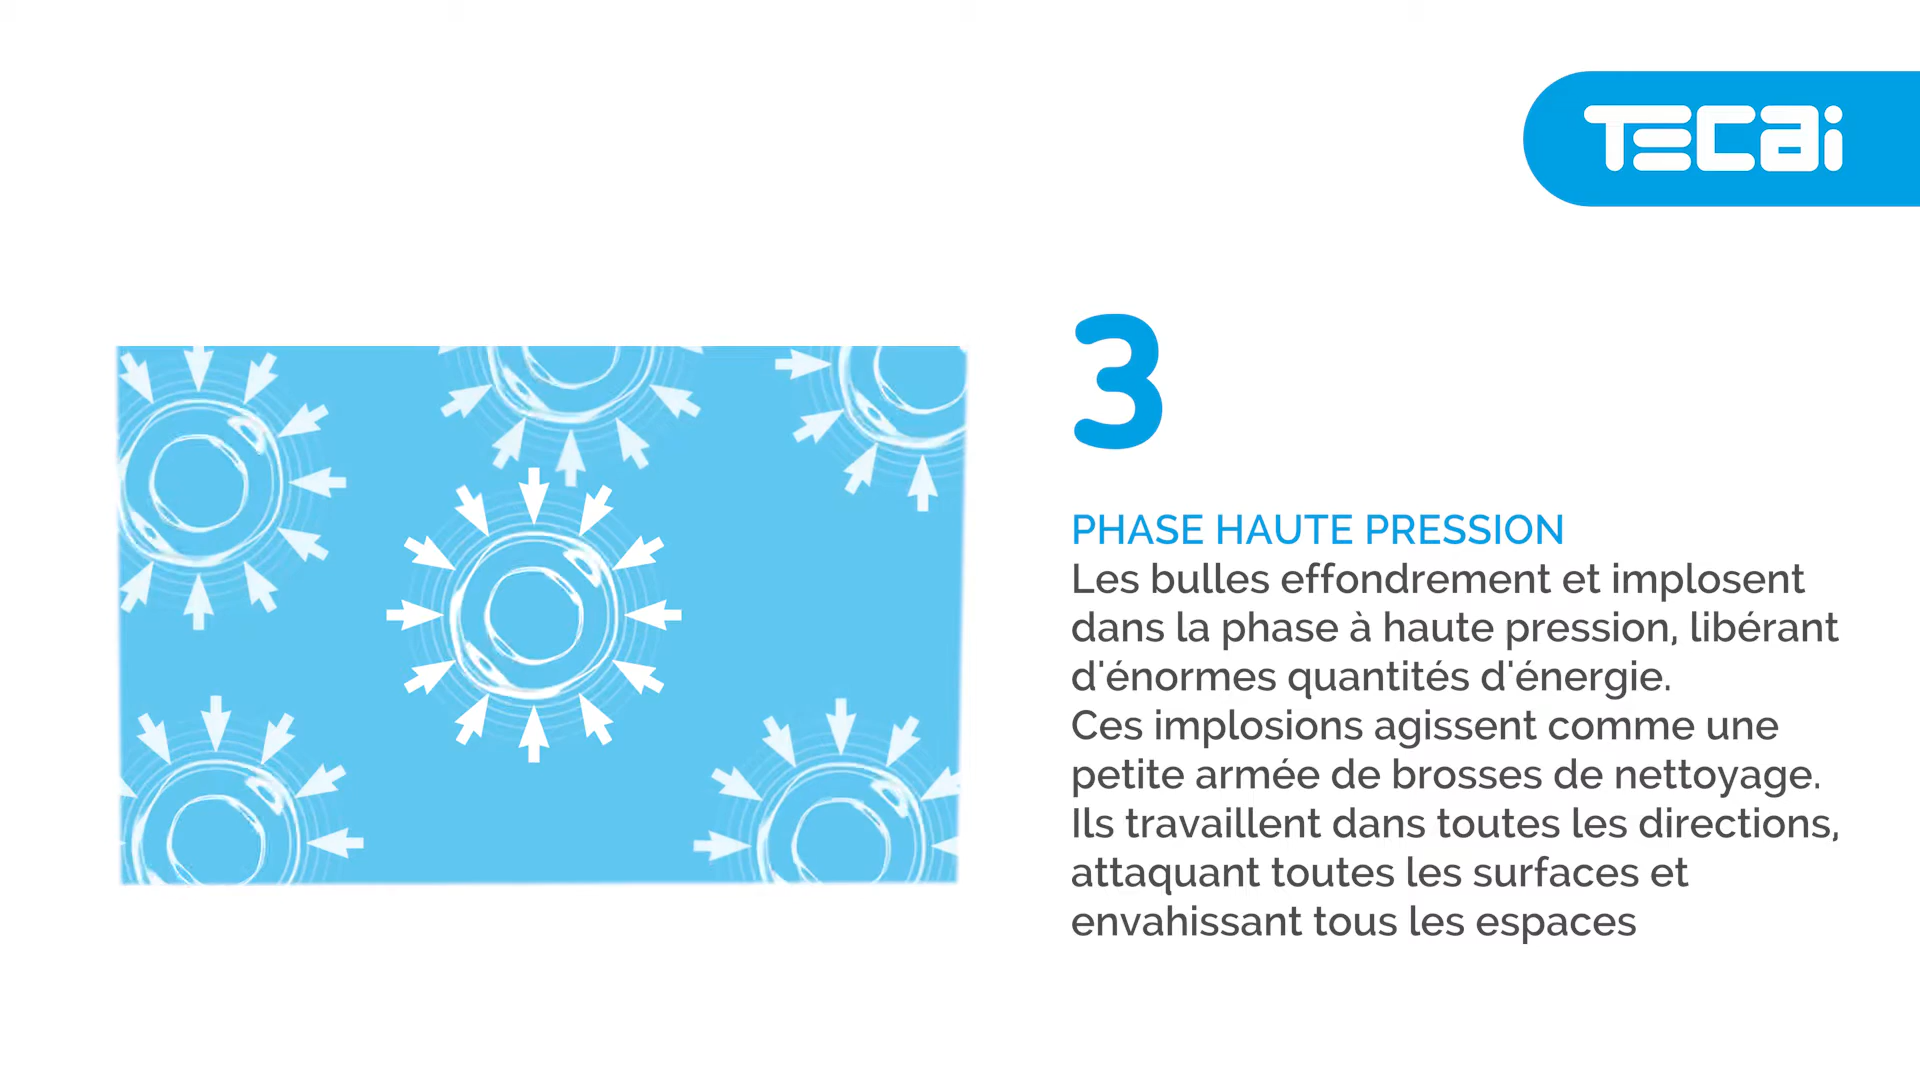 TECAI
3
PHASE HAUTE PRESSION
Les bulles effondrement et implosent
dans la phase à haute pression, libérant
d'énormes quantités d'énergie.
Ces implosions agissent comme une
petite armée de brosses de nettoyage.
Ils travaillent dans toutes les directions,
attaquant toutes les surfaces et
envahissant tous les espaces